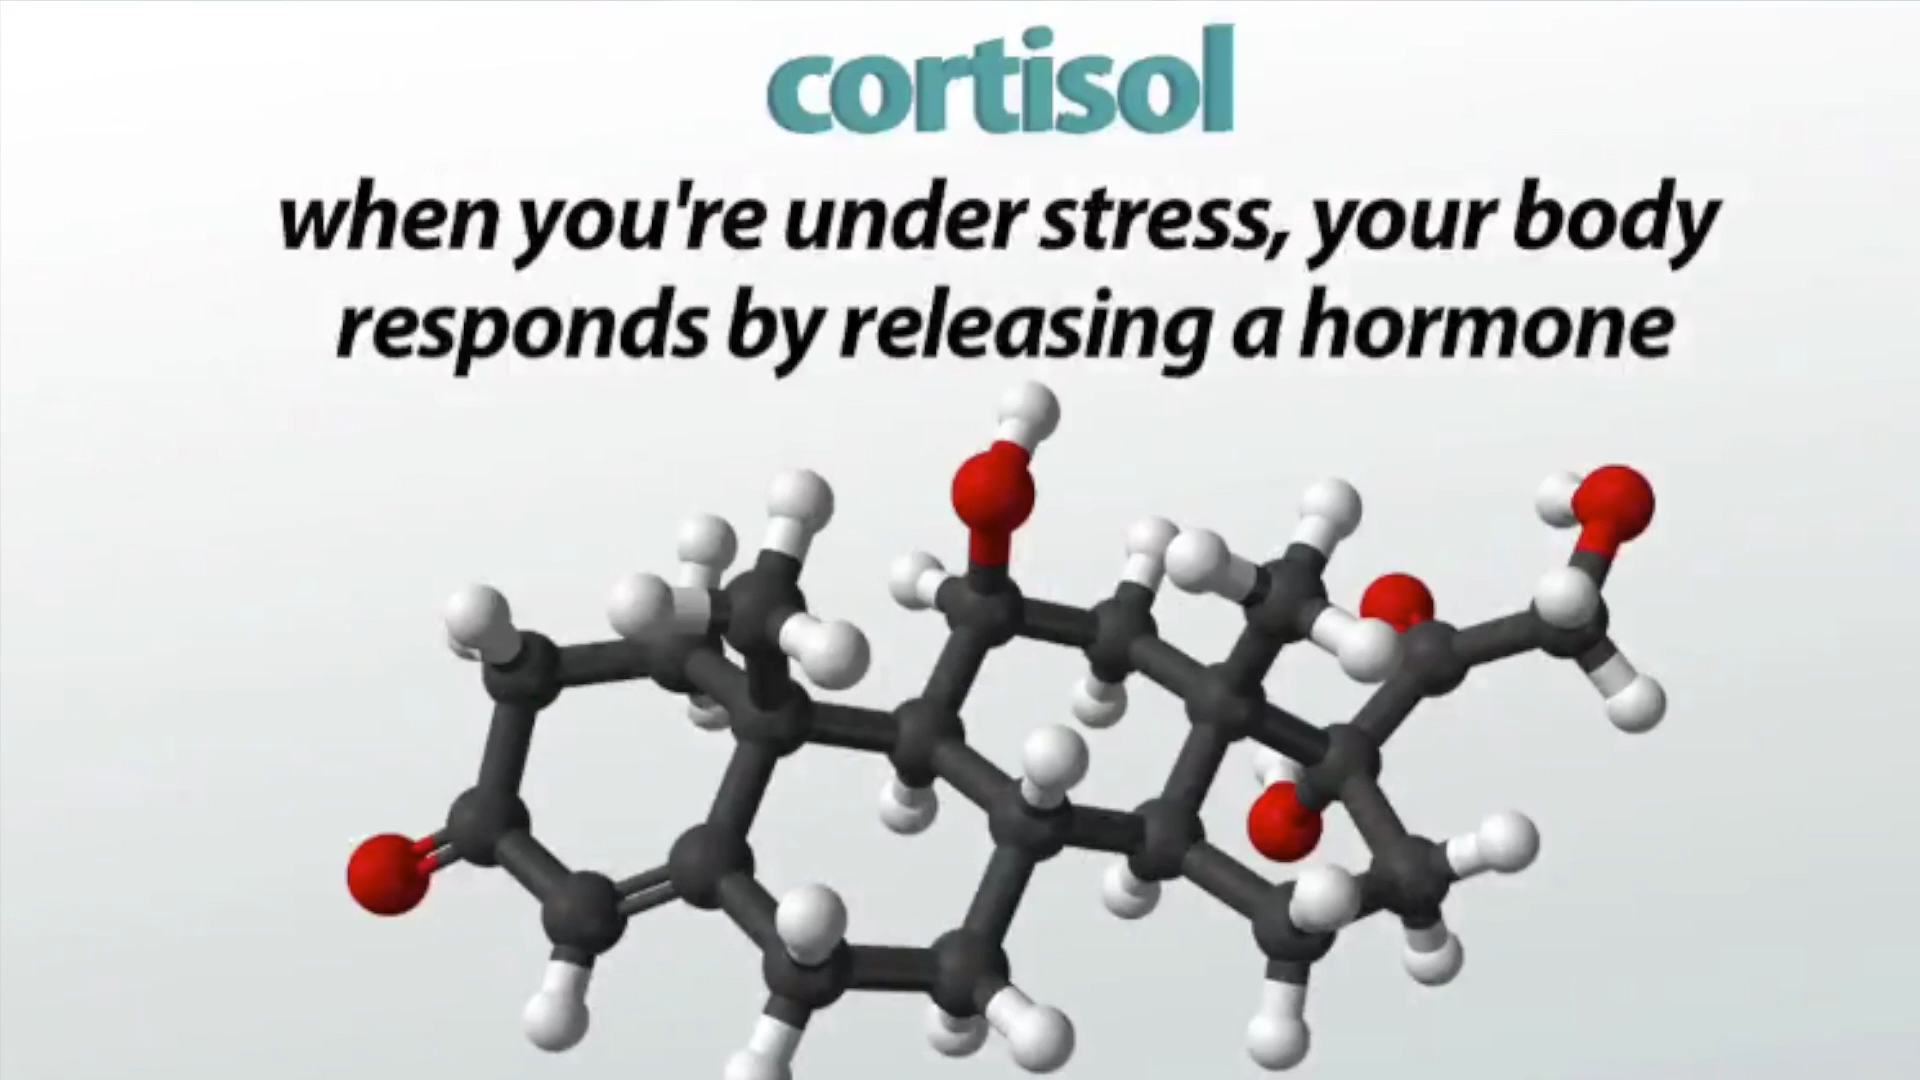 cortisol
when you're under stress, your body
responds by releasing a hormone